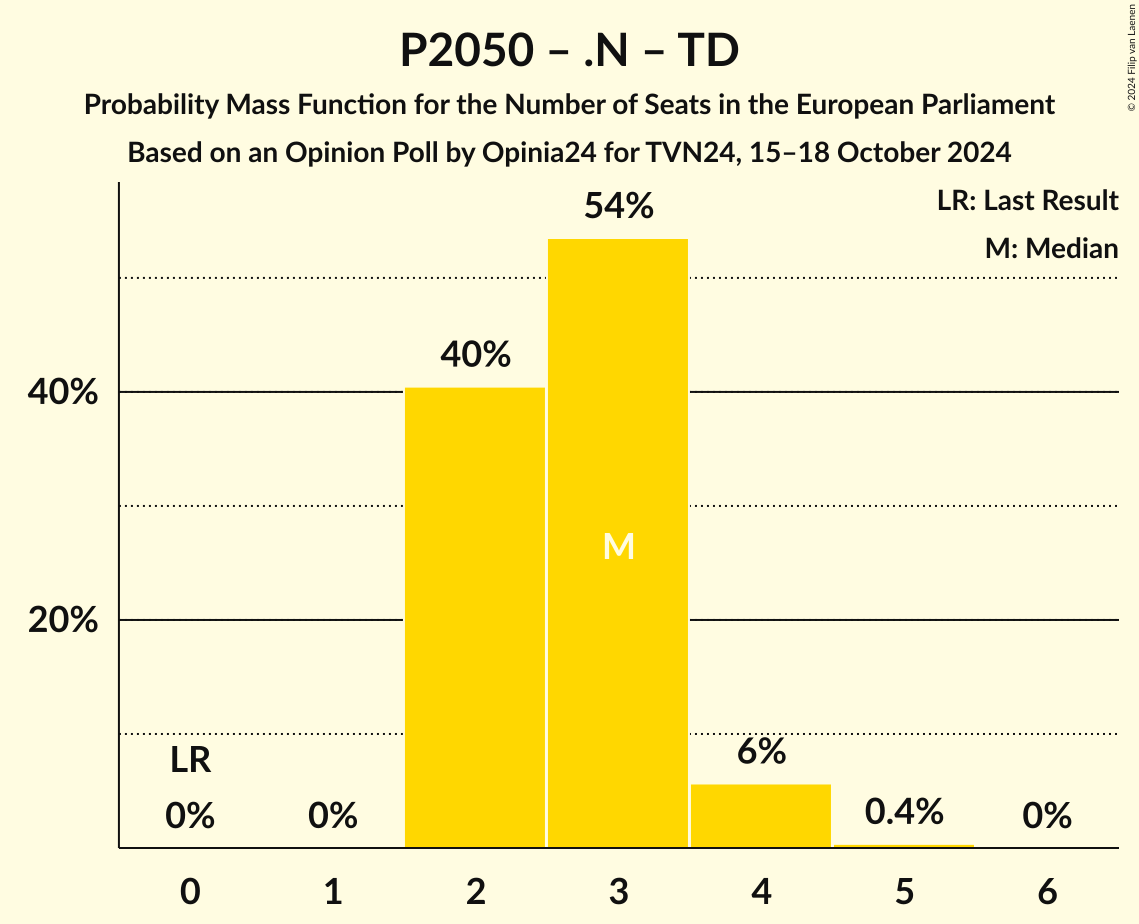 P2050 – .N – TD
Probability Mass Function for the Number of Seats in the European Parliament
Based on an Opinion Poll by Opinia24 for TVN24, 15–18 October 2024
© 2024 Filip van Laenen
LR: Last Result
M: Median
54%
40%
40%
M
20%
LR
6%
0%
0%
0.4%
0%
0
1
2
3
4
5
6